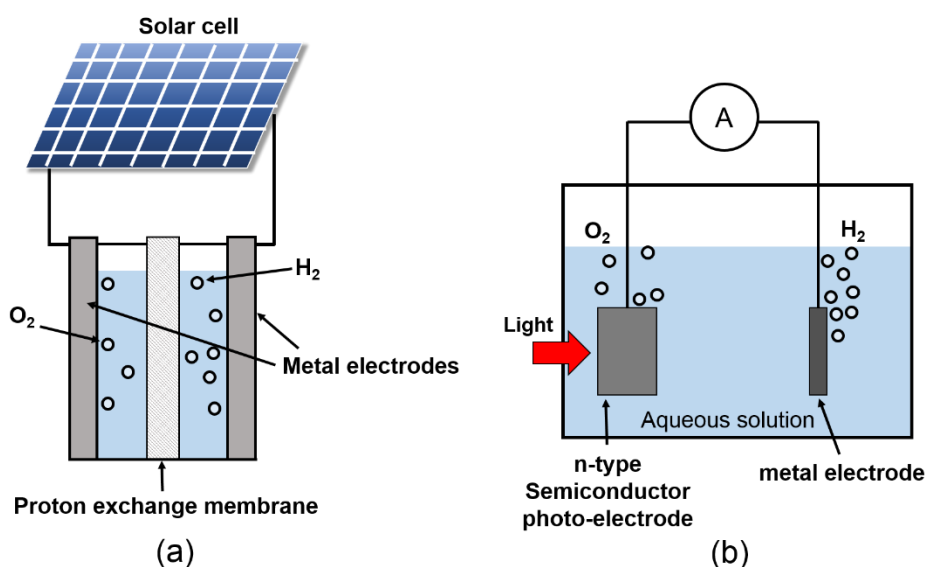 Solar cell
H₂
O₂
Metal electrodes
Proton exchange membrane
(a)
A
O₂
H₂
Light
Aqueous solution
n-type
Semiconductor
photo-electrode
metal electrode
(b)